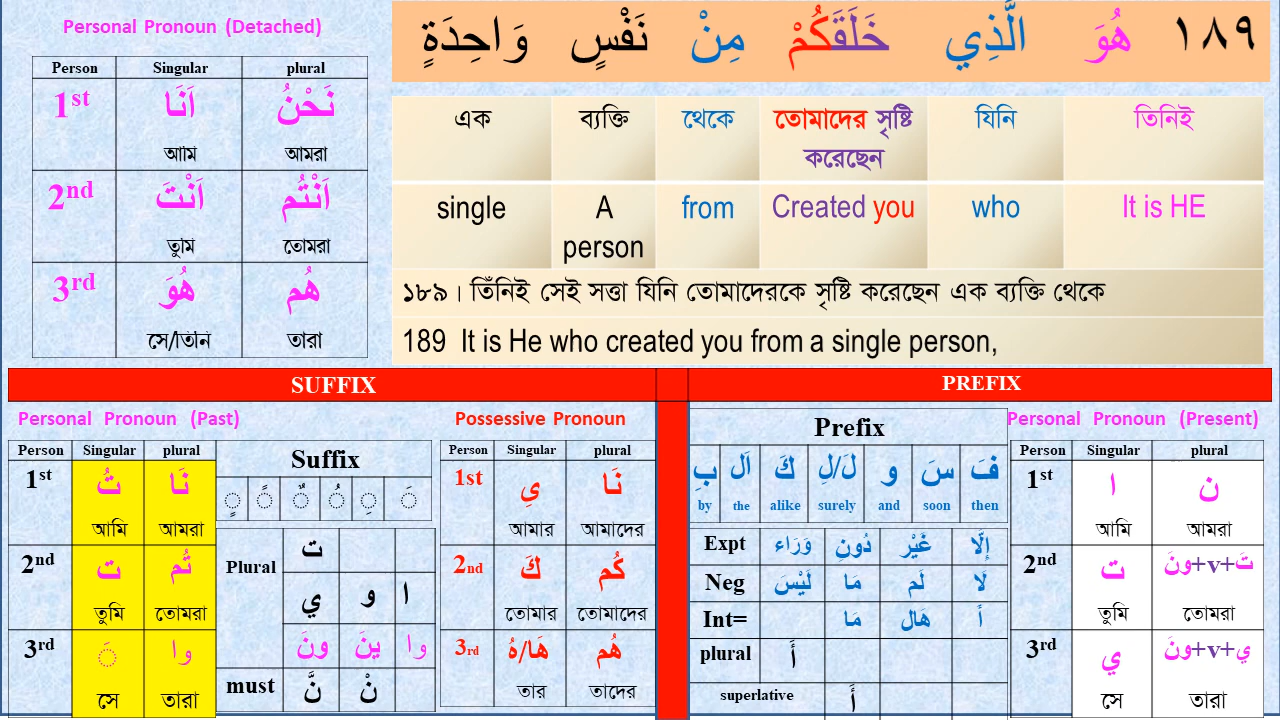 Personal Pronoun (Detached)
Person Singular plural
1st اَنَا نَحْنُ
আমি আমরা
2nd اَنْتَ اَنْتُم
তুমি তোমরা
3rd هُوَ هُم
সে/তিনি তারা
١٨٩ هُوَ الَّذِي خَلَقَكُمْ مِنْ نَفْسٍ وَاحِدَةٍ
এক ব্যক্তি থেকে তোমাদের সৃষ্টি করেছেন যিনি তিনিই
single A person from Created you who It is HE
১৮৯। তিঁনিই সেই সত্তা যিনি তোমাদেরকে সৃষ্টি করেছেন এক ব্যক্তি থেকে
189 It is He who created you from a single person,
SUFFIX
PREFIX
Personal Pronoun (Past)
Person Singular plural
1st تُ نَا
আমি আমরা
2nd ت تُم
তুমি তোমরা
3rd َ وا
সে তারা
Suffix
ٍ ً ٌ ُ ِ َ
Plural ت
ي و ا
ونَ ينَ وا
must نَّ نْ
Possessive Pronoun
Person Singular plural
1st ىِ نَا
আমার আমাদের
2nd كَ كُم
তোমার তোমাদের
3rd هَا/هُ هُم
তার তাদের
Prefix
بِ اَل كَ لَ/لِ و سَ فَ
by the alike surely and soon then
Expt وَرَاء دُونِ غَيْر إِلَّا
Neg لَيْسَ مَا لَم لَا
Int= مَا هَال أَ
plural أَ
superlative أَ
Personal Pronoun (Present)
Person Singular plural
1st ا ن
আমি আমরা
2nd ت تَ+v+ونَ
তুমি তোমরা
3rd ي ي+v+ونَ
সে তারা